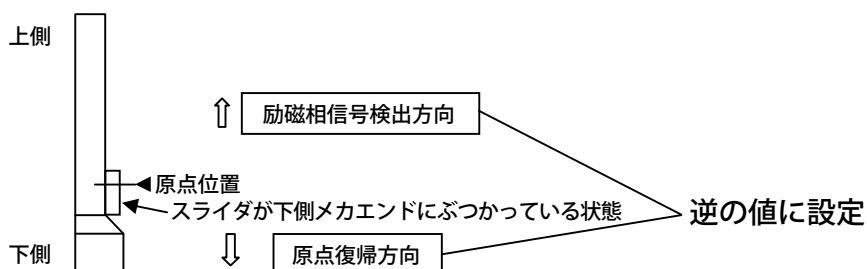 上側
励磁相信号検出方向
原点位置
スライダが下側メカエンドにぶつかっている状態
逆の値に設定
下側
原点復帰方向